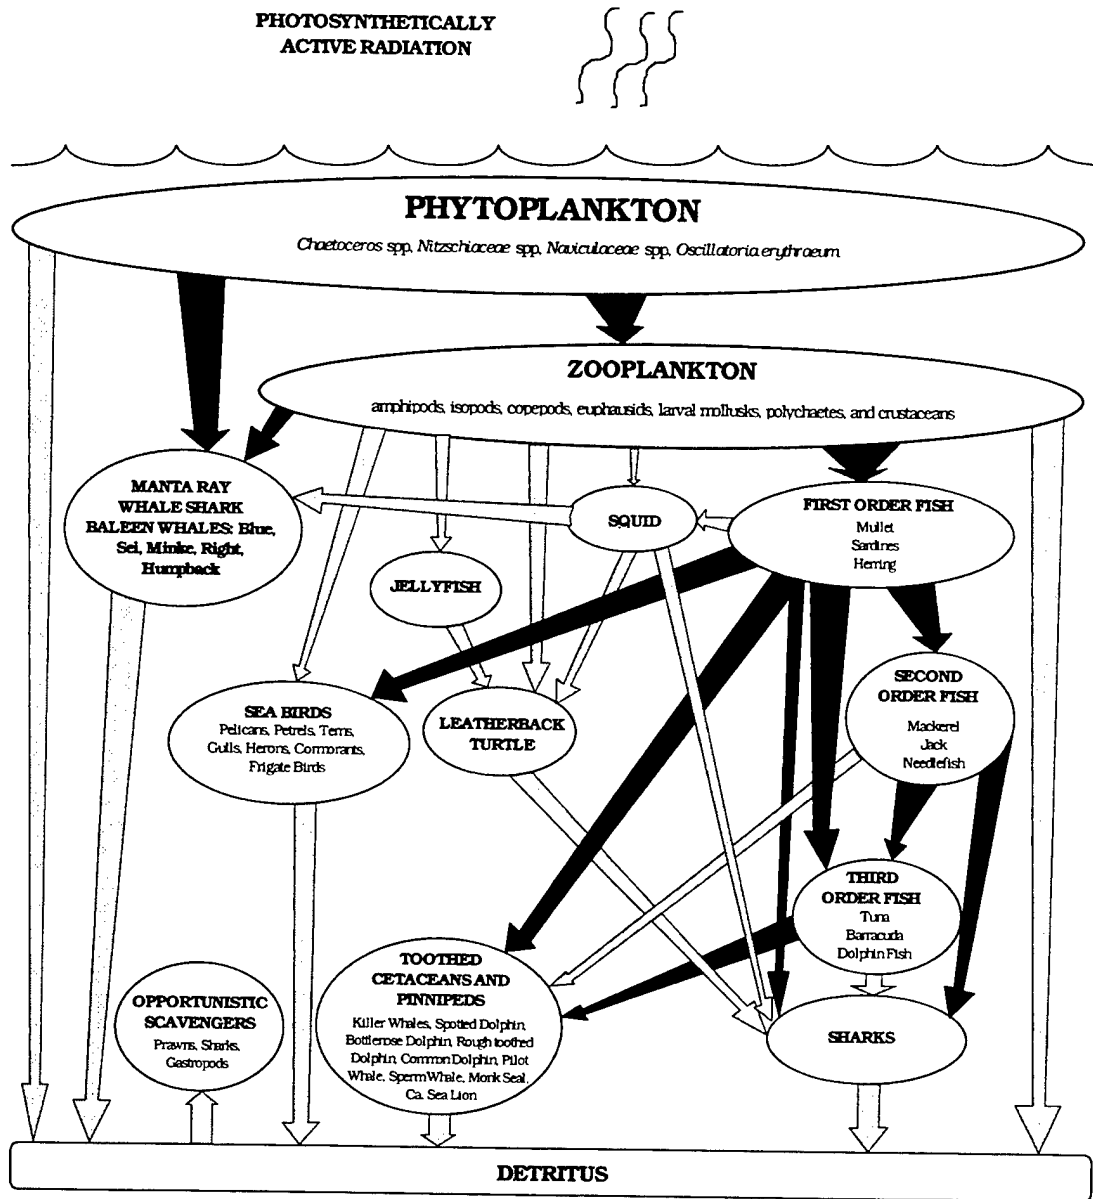 PHOTOSYNTHETICALLY
ACTIVE RADIATION
PHYTOPLANKTON
Chaetoceros spp, Nitzschiaceae spp, Naviculaceae spp, Oscillatoria erythraeum
ZOOPLANKTON
amphipods, isopods, copepods, euphausids, larval mollusks, polychaetes, and crustaceans
MANTA RAY
WHALE SHARK
BALEEN WHALES: Blue,
Sei, Minke, Right,
Humpback
SQUID
FIRST ORDER FISH
Mullet
Sardines
Herring
JELLYFISH
SEA BIRDS
Pelicans, Petrels, Terns,
Gulls, Herons, Cormorants,
Frigate Birds
LEATHERBACK
TURTLE
SECOND
ORDER FISH
Mackerel
Jack
Needlefish
THIRD
ORDER FISH
Tuna
Barracuda
Dolphin Fish
OPPORTUNISTIC
SCAVENGERS
Prawns, Sharks,
Gastropods
TOOTHED
CETACEANS AND
PINNIPEDS
Killer Whales, Spotted Dolphin,
Bottlerose Dolphin, Rough toothed
Dolphin, Common Dolphin, Pilot
Whale, Sperm Whale, Monk Seal,
Ca. Sea Lion
SHARKS
DETRITUS